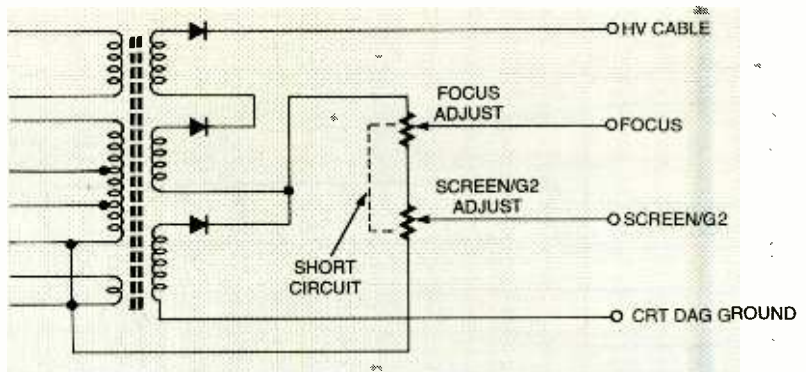 HV CABLE
FOCUS
ADJUST
FOCUS
SCREEN/G2
ADJUST
SCREEN/G2
SHORT
CIRCUIT
CRT DAG GROUND